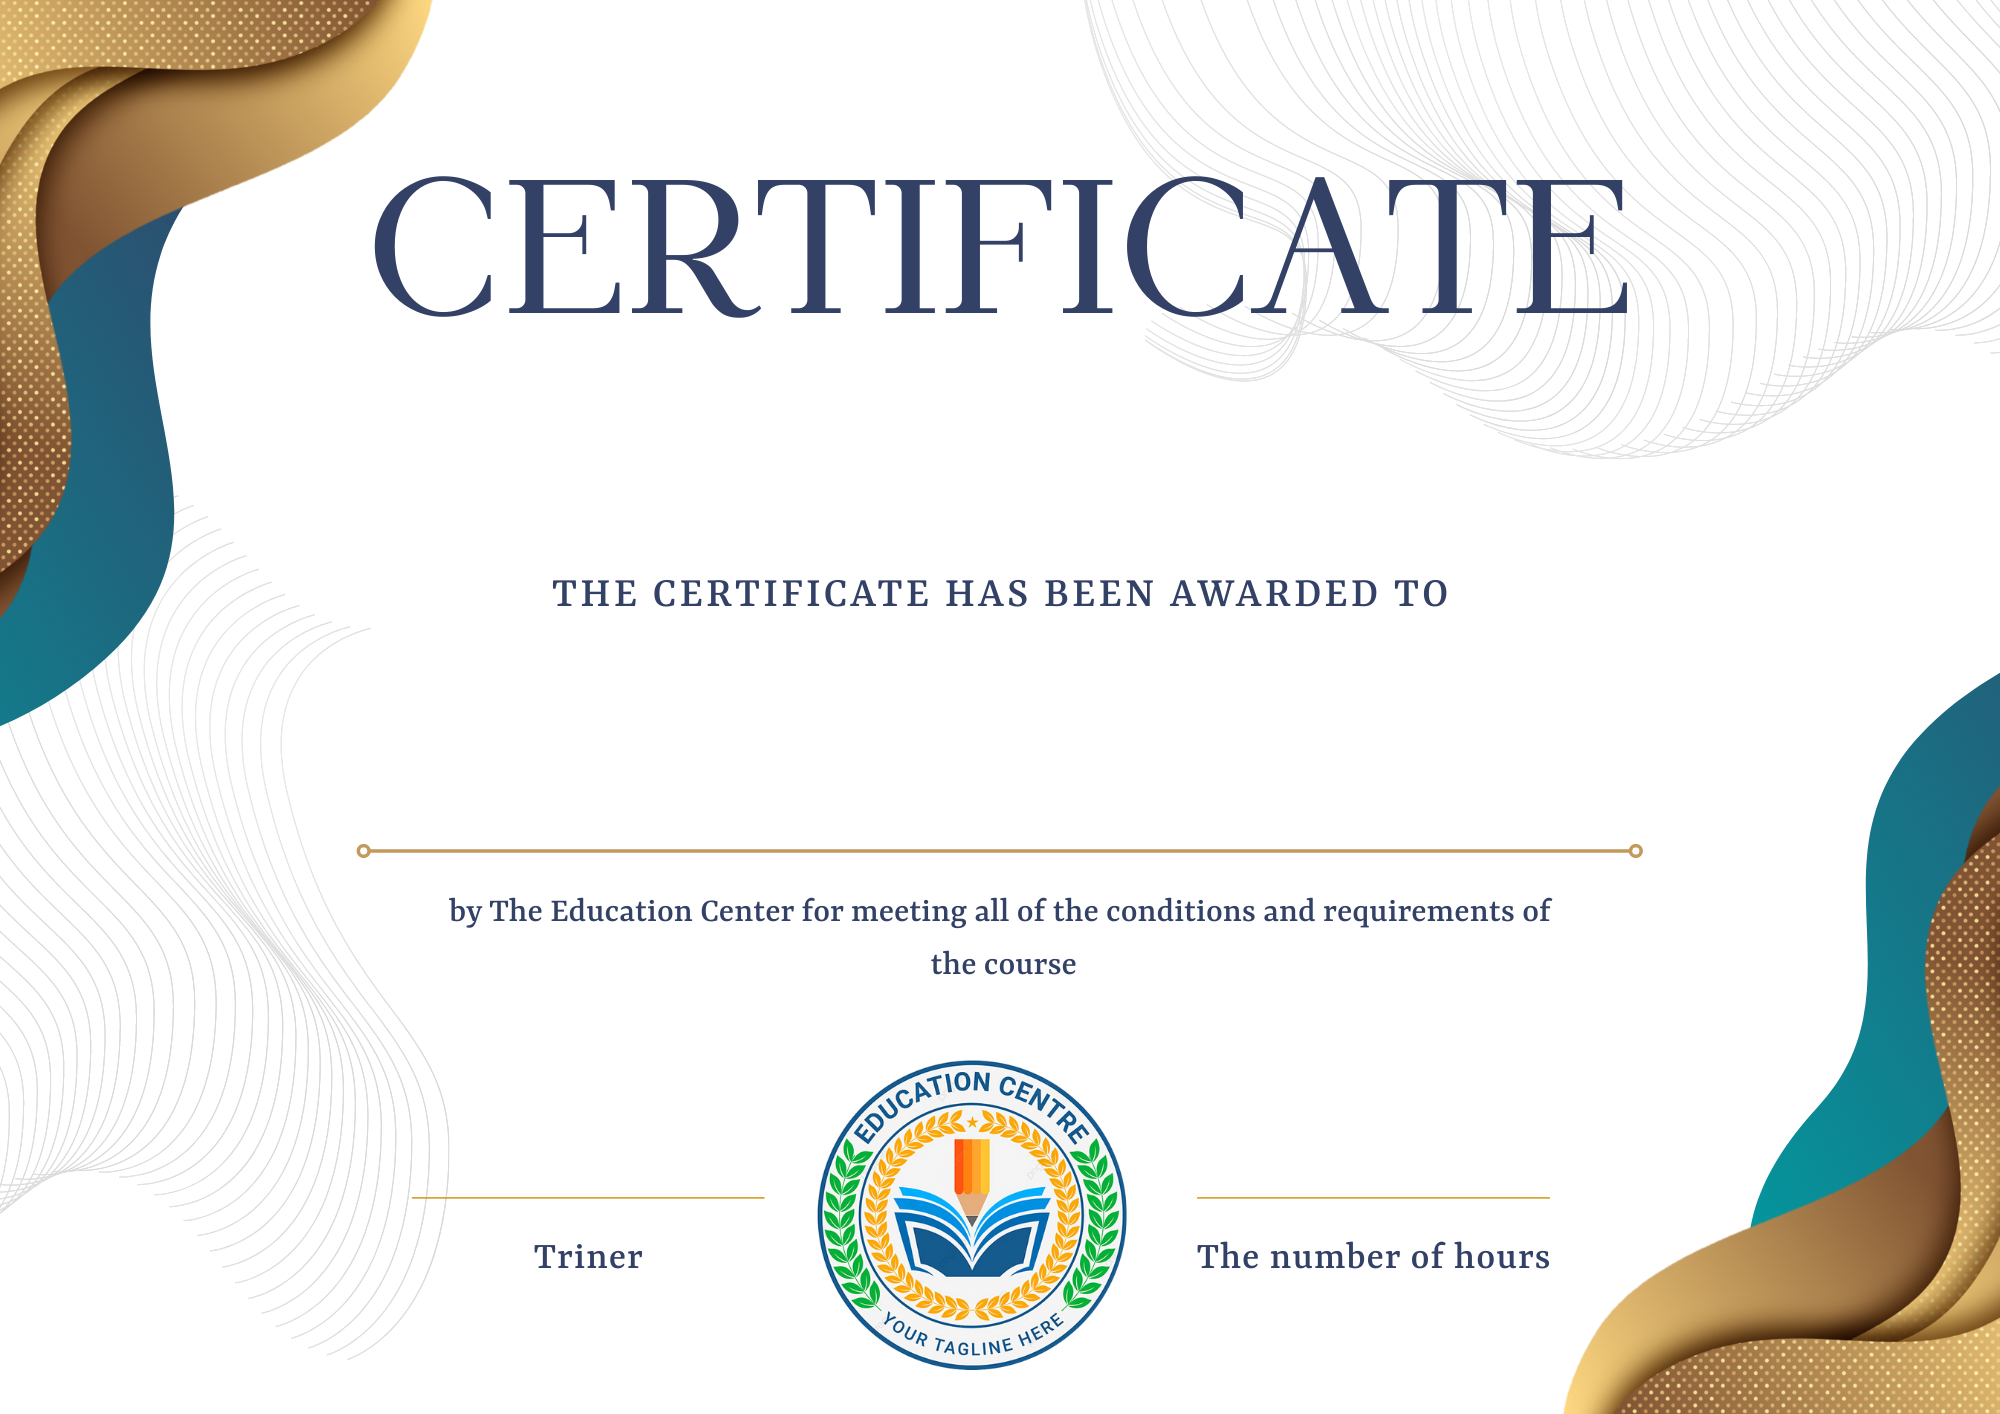 CERTIFICATE
THE CERTIFICATE HAS BEEN AWARDED TO
by The Education Center for meeting all of the conditions and requirements of
the course
EDUCATION CENTRE
YOUR TAGLINE HERE
Triner
The number of hours